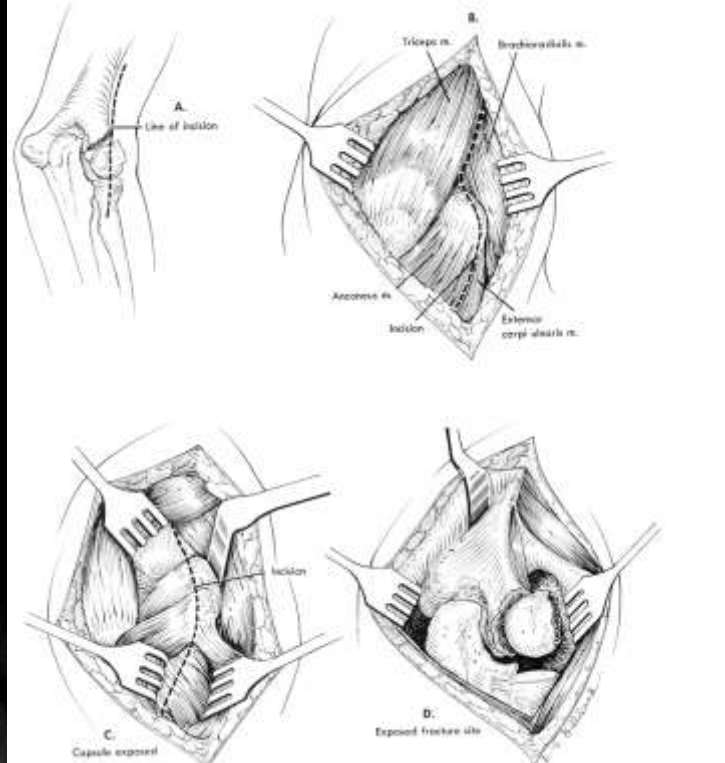 B.
Triceps m.
Brachioradialis m.
A.
Line of incision
Anconeus m.
Incision
Extensor
carpi ulnaris m.
Incision
C.
Capsule exposed
D.
Exposed fracture site